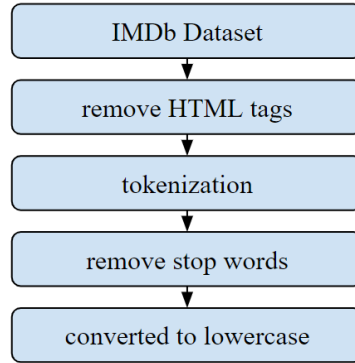 IMDb Dataset
remove HTML tags
tokenization
remove stop words
converted to lowercase